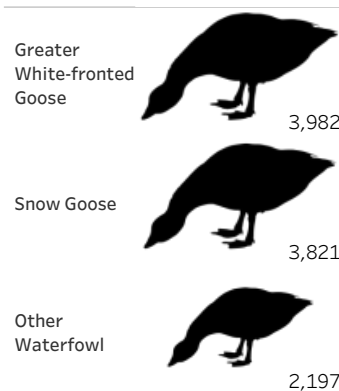 Greater
White-fronted
Goose
3,982
Snow Goose
3,821
Other
Waterfowl
2,197